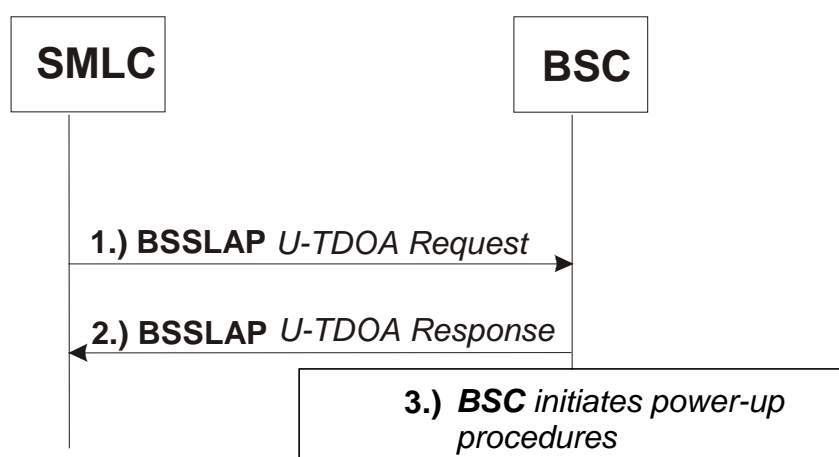 SMLC
BSC
1.) BSSLAP U-TDOA Request
2.) BSSLAP U-TDOA Response
3.) BSC initiates power-up
procedures